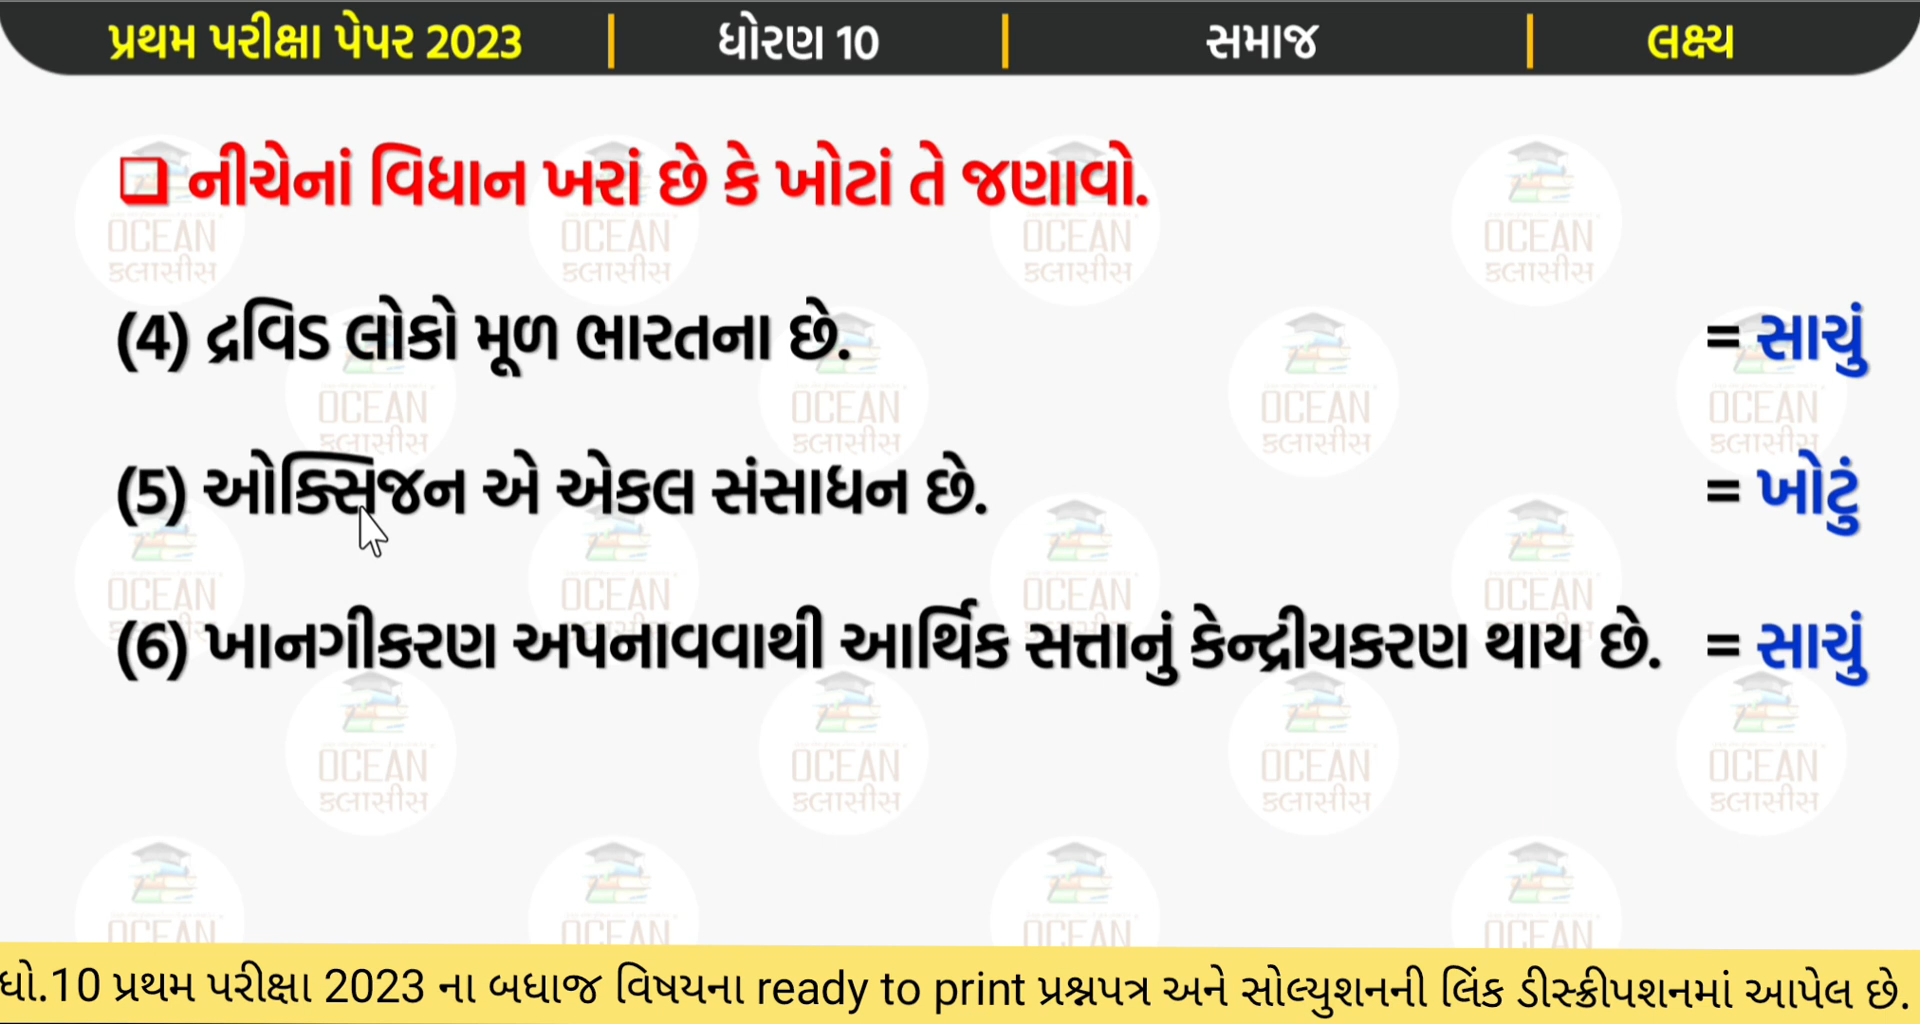 પ્રથમ પરીક્ષા પેપર 2023 | ધોરણ 10 | સમાજ | લક્ષ્ય
❑ નીચેનાં વિધાન ખરાં છે કે ખોટાં તે જણાવો.
(4) દ્રવિડ લોકો મૂળ ભારતના છે. = સાચું
(5) ઓક્સિજન એ એકલ સંસાધન છે. = ખોટું
(6) ખાનગીકરણ અપનાવવાથી આર્થિક સત્તાનું કેન્દ્રીયકરણ થાય છે. = સાચું
OCEAN
કલાસીસ
ધો.10 પ્રથમ પરીક્ષા 2023 ના બધાજ વિષયના ready to print પ્રશ્નપત્ર અને સોલ્યુશનની લિંક ડીસ્ક્રીપશનમાં આપેલ છે.